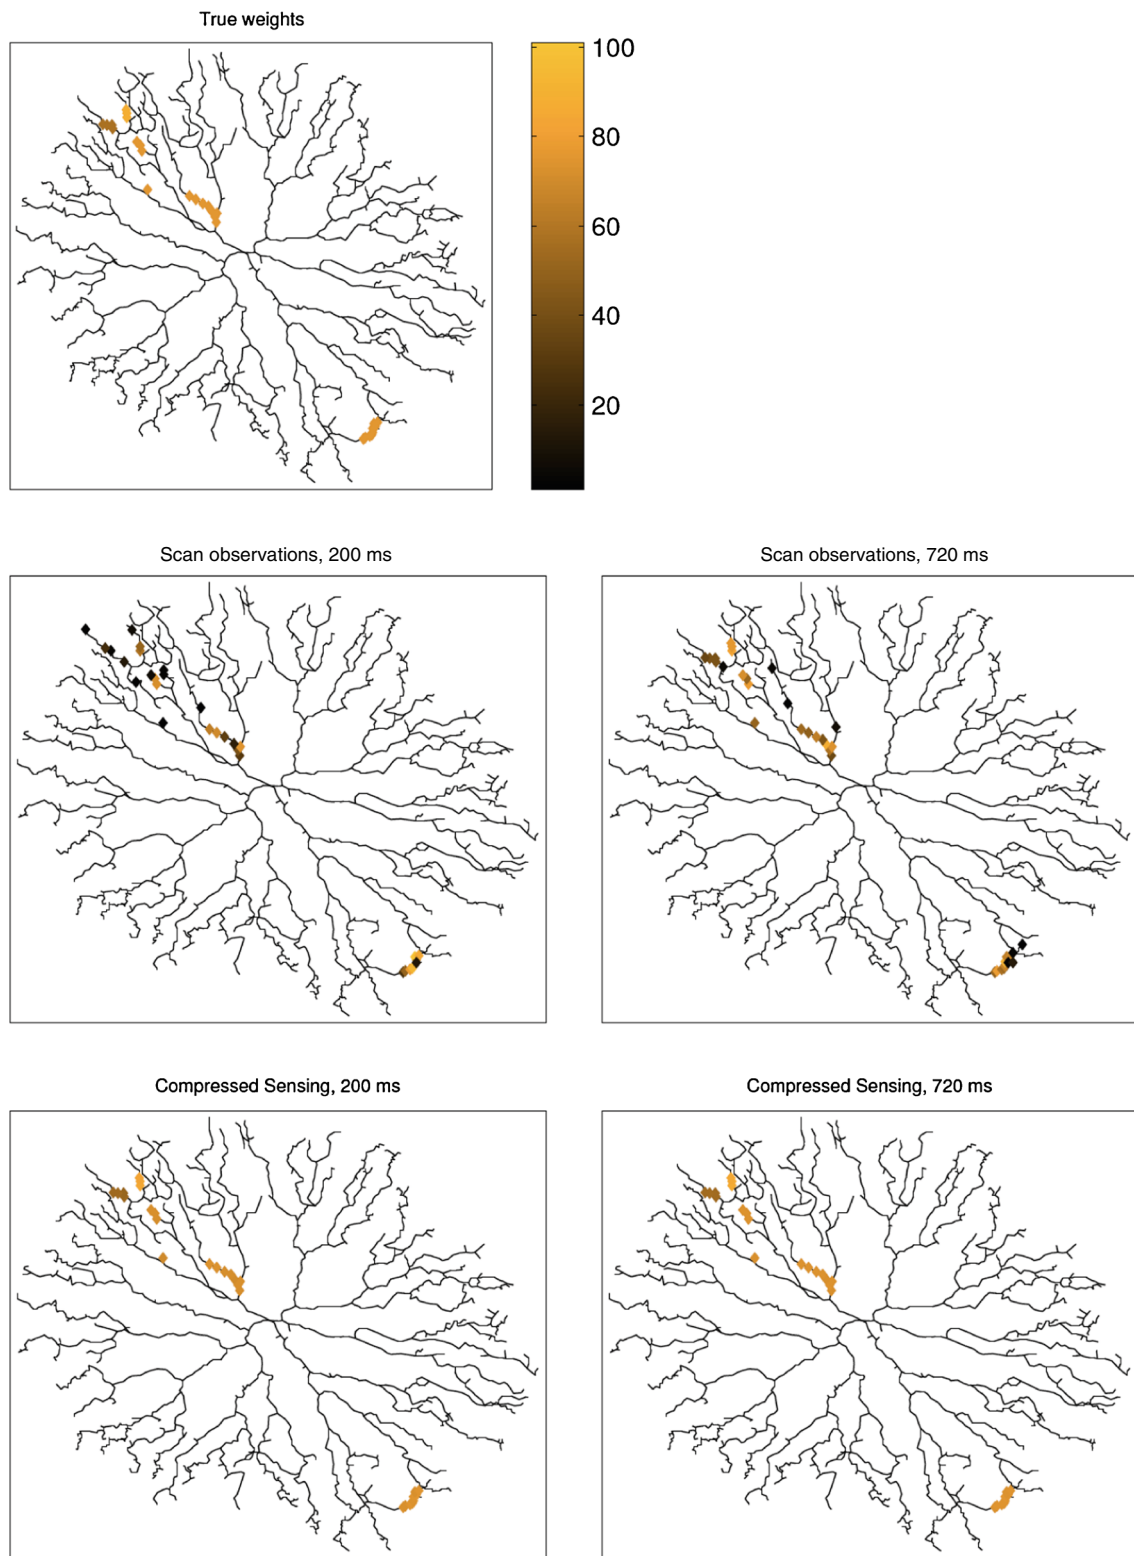 True weights
100
80
60
40
20
Scan observations, 200 ms
Scan observations, 720 ms
Compressed Sensing, 200 ms
Compressed Sensing, 720 ms